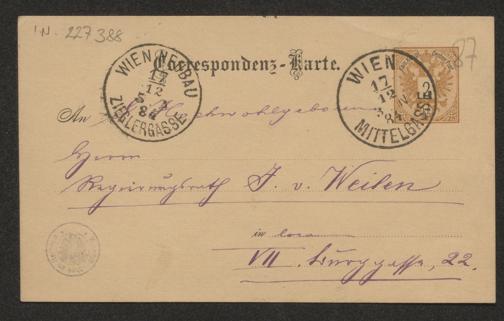 IN. 227388
Correspondenz-Karte.
WIEN NEUBAU
17
12
84
ZIEGLERGASSE
WIEN
17
12
84
MITTELGASSE
2
An Hochwohlgeboren
Herrn
Regierungsrath J. v. Weilen
in loco
VII. Burggasse, 22.